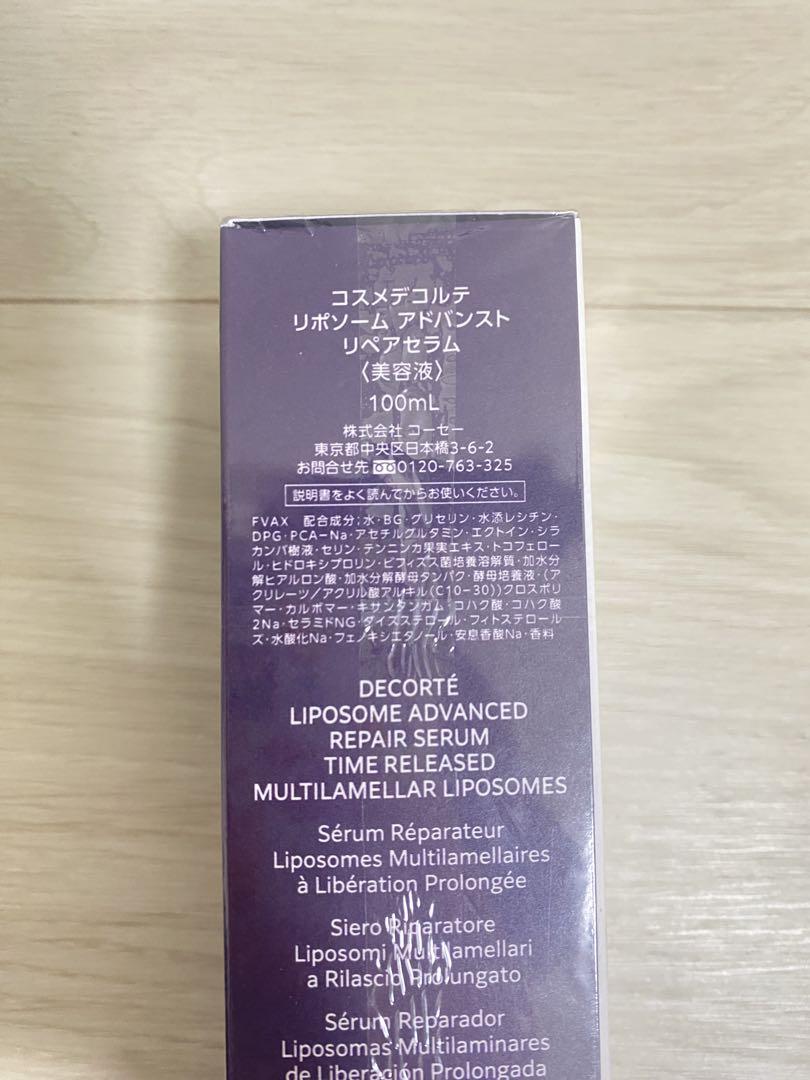 コスメデコルテ
リポソーム アドバンスト
リペアセラム
〈美容液〉
100mL
株式会社 コーセー
東京都中央区日本橋3-6-2
お問合せ先 0120-763-325
説明書をよく読んでからお使いください。
FVAX 配合成分;水・BG・グリセリン・水添レシチン・
DPG・PCA-Na・アセチルグルタミン・エクトイン・シラ
カンバ樹液・セリン・テンニンカ果実エキス・トコフェロー
ル・ヒドロキシプロリン・ビフィズス菌培養溶解質・加水分
解ヒアルロン酸・加水分解酵母タンパク・酵母培養液・(ア
クリレーツ/アクリル酸アルキル(C10-30))クロスポリ
マー・カルボマー・キサンタンガム・コハク酸・コハク酸
2Na・セラミドNG・ダイズステロール・フィトステロール
ズ・水酸化Na・フェノキシエタノール・安息香酸Na・香料
DECORTÉ
LIPOSOME ADVANCED
REPAIR SERUM
TIME RELEASED
MULTILAMELLAR LIPOSOMES
Sérum Réparateur
Liposomes Multilamellaires
à Libération Prolongée
Siero Riparatore
Liposomi Multilamellari
a Rilascio Prolungato
Sérum Reparador
Liposomas Multilaminares
de Liberación Prolongada